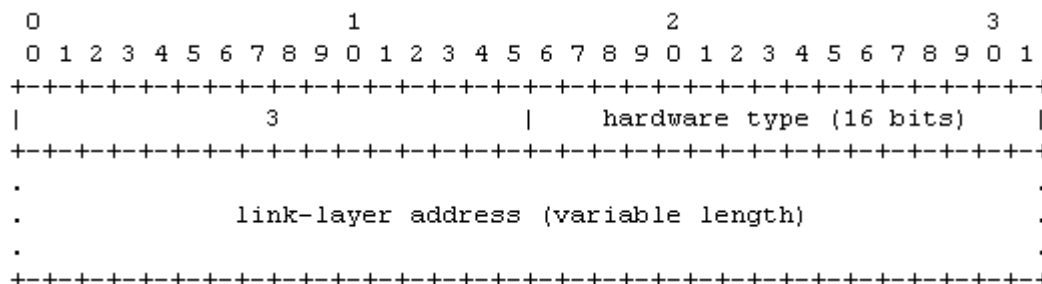 0                   1                   2                   3
0 1 2 3 4 5 6 7 8 9 0 1 2 3 4 5 6 7 8 9 0 1 2 3 4 5 6 7 8 9 0 1
+-+-+-+-+-+-+-+-+-+-+-+-+-+-+-+-+-+-+-+-+-+-+-+-+-+-+-+-+-+-+-+-+
|               3               |    hardware type (16 bits)    |
+-+-+-+-+-+-+-+-+-+-+-+-+-+-+-+-+-+-+-+-+-+-+-+-+-+-+-+-+-+-+-+-+
.                                                               .
.             link-layer address (variable length)              .
.                                                               .
+-+-+-+-+-+-+-+-+-+-+-+-+-+-+-+-+-+-+-+-+-+-+-+-+-+-+-+-+-+-+-+-+